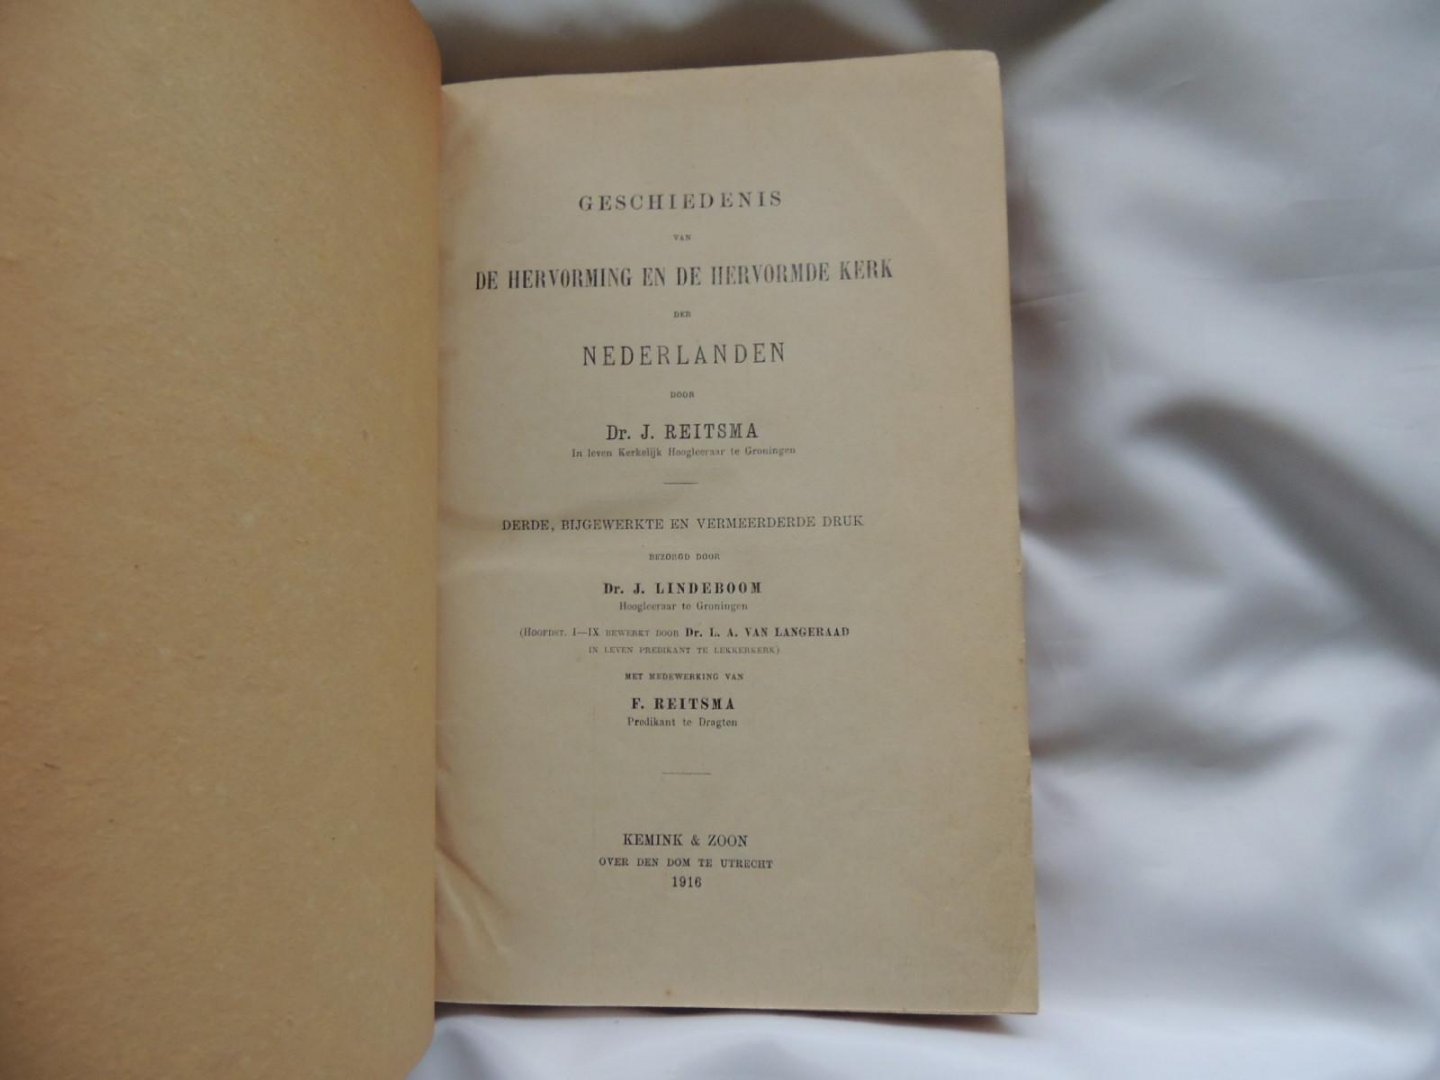 GESCHIEDENIS
VAN
DE HERVORMING EN DE HERVORMDE KERK
DER
NEDERLANDEN
DOOR
Dr. J. REITSMA
In leven Kerkelijk Hoogleeraar te Groningen
DERDE, BIJGEWERKTE EN VERMEERDERDE DRUK
BEZORGD DOOR
Dr. J. LINDEBOOM
Hoogleeraar te Groningen
(HOOFDST. I—IX BEWERKT DOOR Dr. L. A. VAN LANGERAAD
IN LEVEN PREDIKANT TE LEKKERKERK)
MET MEDEWERKING VAN
F. REITSMA
Predikant te Dragten
KEMINK & ZOON
OVER DEN DOM TE UTRECHT
1916